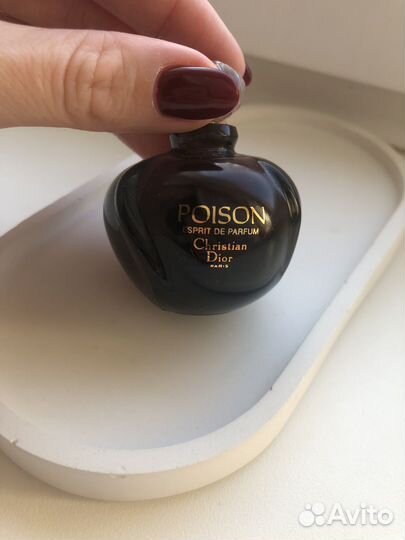 POISON
ESPRIT DE PARFUM
Christian
Dior
PARIS
Avito